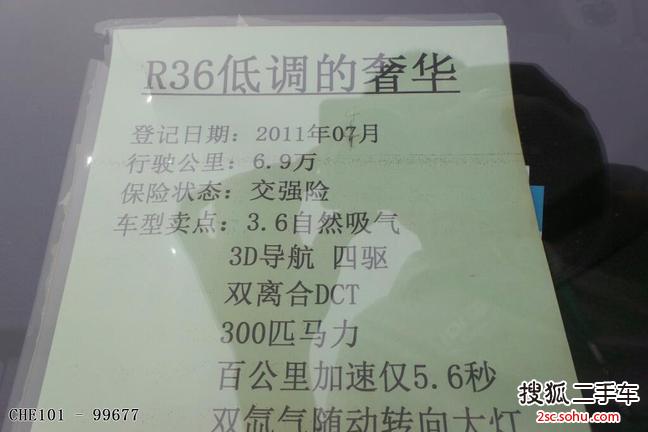 R36低调的奢华
登记日期: 2011年07月
行驶公里: 6.9万
保险状态: 交强险
车型卖点: 3.6自然吸气
3D导航 四驱
双离合DCT
300匹马力
百公里加速仅5.6秒
双氙气随动转向大灯
CHE101 - 99677
搜狐二手车
2sc.sohu.com